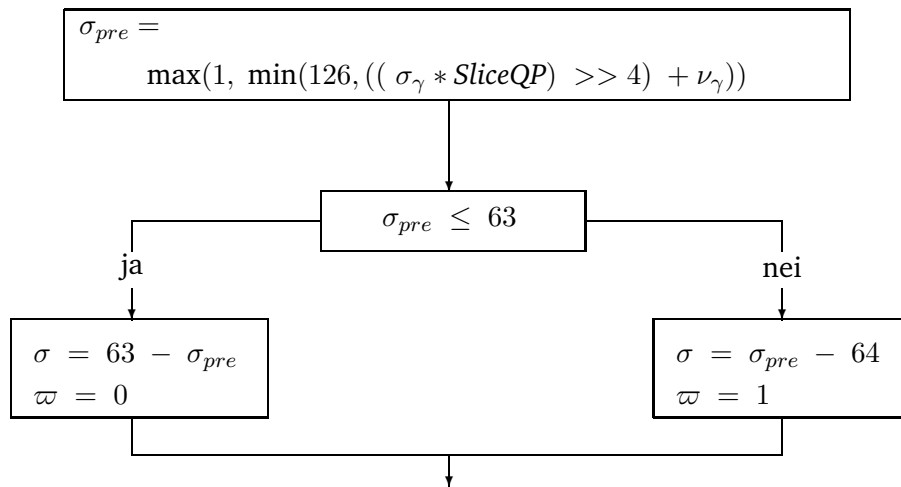 σ_pre =
max(1, min(126, (( σ_γ ∗ SliceQP) >> 4) + ν_γ))
σ_pre ≤ 63
ja
nei
σ = 63 − σ_pre
ϖ = 0
σ = σ_pre − 64
ϖ = 1